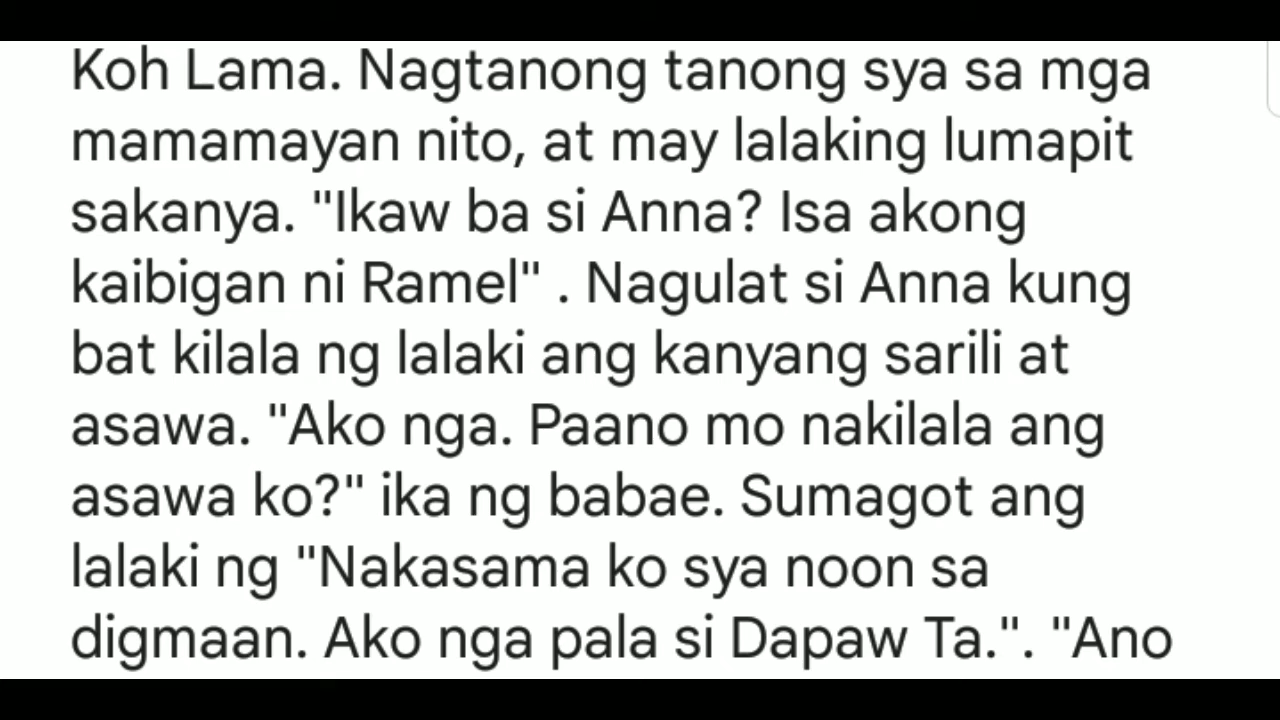 Koh Lama. Nagtanong tanong sya sa mga
mamamayan nito, at may lalaking lumapit
sakanya. "Ikaw ba si Anna? Isa akong
kaibigan ni Ramel" . Nagulat si Anna kung
bat kilala ng lalaki ang kanyang sarili at
asawa. "Ako nga. Paano mo nakilala ang
asawa ko?" ika ng babae. Sumagot ang
lalaki ng "Nakasama ko sya noon sa
digmaan. Ako nga pala si Dapaw Ta.". "Ano